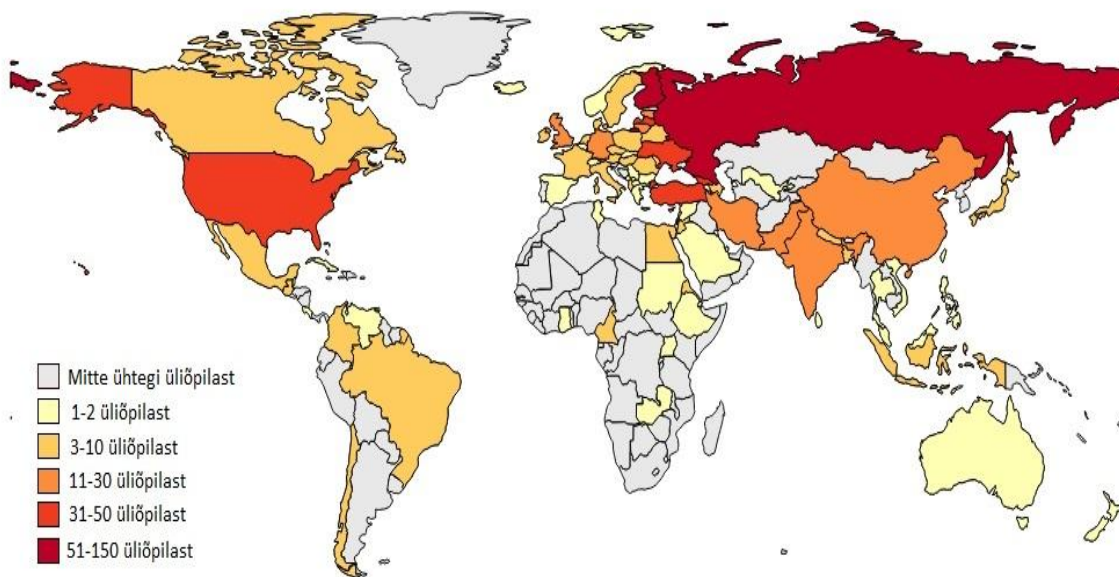 Mitte ühtegi üliõpilast
1-2 üliõpilast
3-10 üliõpilast
11-30 üliõpilast
31-50 üliõpilast
51-150 üliõpilast